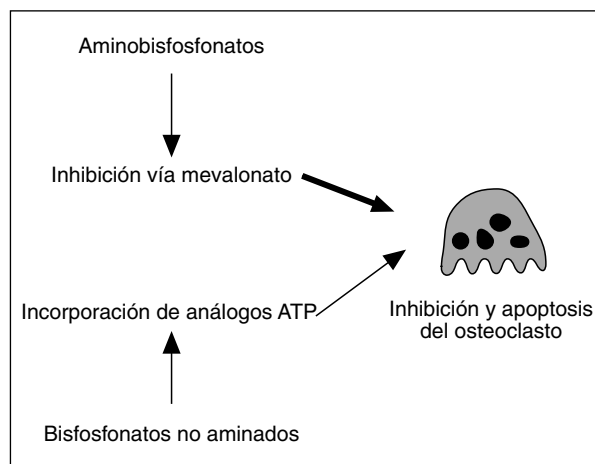 Aminobisfosfonatos
Inhibición vía mevalonato
Incorporación de análogos ATP
Inhibición y apoptosis
del osteoclasto
Bisfosfonatos no aminados